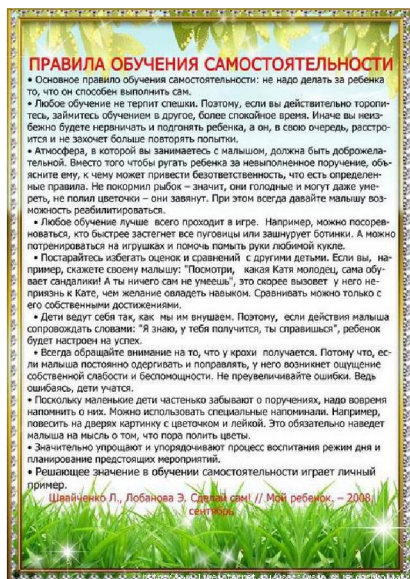 ПРАВИЛА ОБУЧЕНИЯ САМОСТОЯТЕЛЬНОСТИ
• Основное правило обучения самостоятельности: не надо делать за ребенка
то, что он способен выполнить сам.
• Любое обучение не терпит спешки. Поэтому, если вы действительно торопи-
тесь, займитесь обучением в другое, более спокойное время. Иначе вы неиз-
бежно будете нервничать и подгонять ребенка, а он, в свою очередь, расстро-
ится и не захочет больше повторять попытки.
• Атмосфера, в которой вы занимаетесь с малышом, должна быть доброжела-
тельной. Вместо того чтобы ругать ребенка за невыполненное поручение, объ-
ясните ему, к чему может привести безответственность, что есть определен-
ные правила. Не покормил рыбок – значит, они голодные и могут даже уме-
реть, не полил цветочки – они завянут. При этом всегда давайте малышу воз-
можность реабилитироваться.
• Любое обучение лучше всего проходит в игре. Например, можно посорев-
новаться, кто быстрее застегнет все пуговицы или зашнурует ботинки. А можно
потренироваться на игрушках и помочь помыть руки любимой кукле.
• Постарайтесь избегать оценок и сравнений с другими детьми. Если вы, на-
пример, скажете своему малышу: "Посмотри, какая Катя молодец, сама обу-
вает сандалики! А ты ничего сам не умеешь", это скорее вызовет у него не-
приязнь к Кате, чем желание овладеть навыком. Сравнивать можно только с
его собственными достижениями.
• Дети ведут себя так, как мы им внушаем. Поэтому, если действия малыша
сопровождать словами: "Я знаю, у тебя получится, ты справишься", ребенок
будет настроен на успех.
• Всегда обращайте внимание на то, что у крохи получается. Потому что, ес-
ли малыша постоянно одергивать и поправлять, у него возникнет ощущение
собственной слабости и беспомощности. Не преувеличивайте ошибки. Ведь
ошибаясь, дети учатся.
• Поскольку маленькие дети частенько забывают о поручениях, надо вовремя
напомнить о них. Можно использовать специальные напоминали. Например,
повесить на дверях картинку с цветочком и лейкой. Это обязательно наведет
малыша на мысль о том, что пора полить цветы.
• Значительно упрощают и упорядочивают процесс воспитания режим дня и
планирование предстоящих мероприятий.
• Решающее значение в обучении самостоятельности играет личный
пример.
Швайченко Л., Лобанова Э. Сделай сам! // Мой ребенок. – 2008,
сентябрь